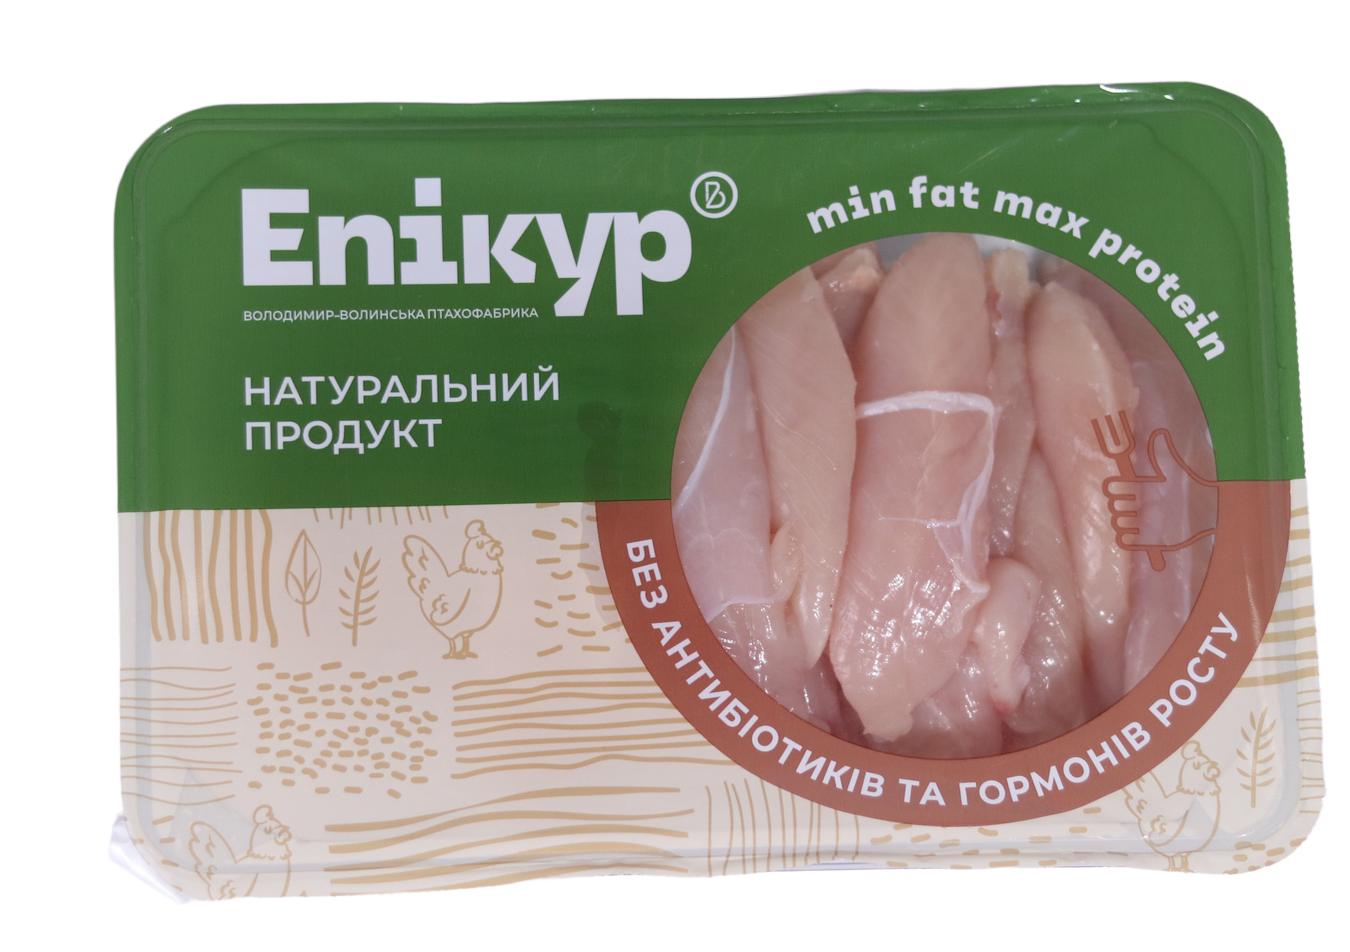 Епікур
ВОЛОДИМИР-ВОЛИНСЬКА ПТАХОФАБРИКА
НАТУРАЛЬНИЙ
ПРОДУКТ
min fat max protein
БЕЗ АНТИБІОТИКІВ ТА ГОРМОНІВ РОСТУ